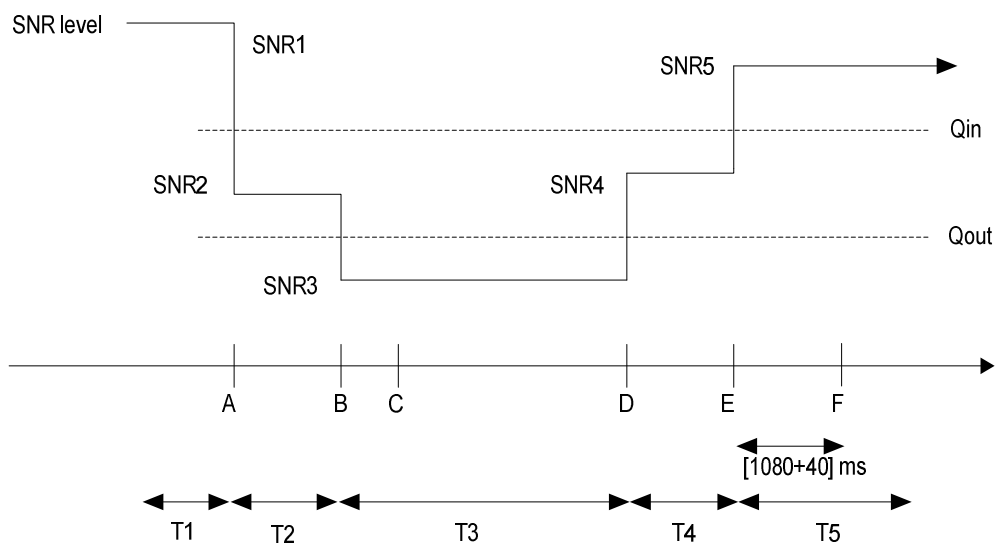 SNR level
SNR1
SNR5
Qin
SNR2
SNR4
Qout
SNR3
A
B
C
D
E
F
[1080+40] ms
T1
T2
T3
T4
T5